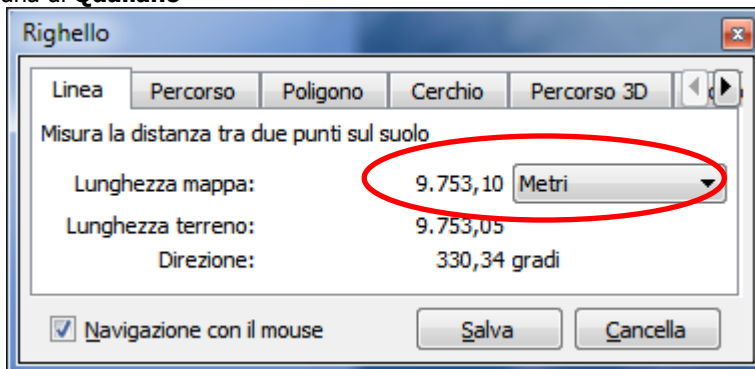 Righello
Linea Percorso Poligono Cerchio Percorso 3D
Misura la distanza tra due punti sul suolo
Lunghezza mappa: 9.753,10 Metri
Lunghezza terreno: 9.753,05
Direzione: 330,34 gradi
Navigazione con il mouse Salva Cancella